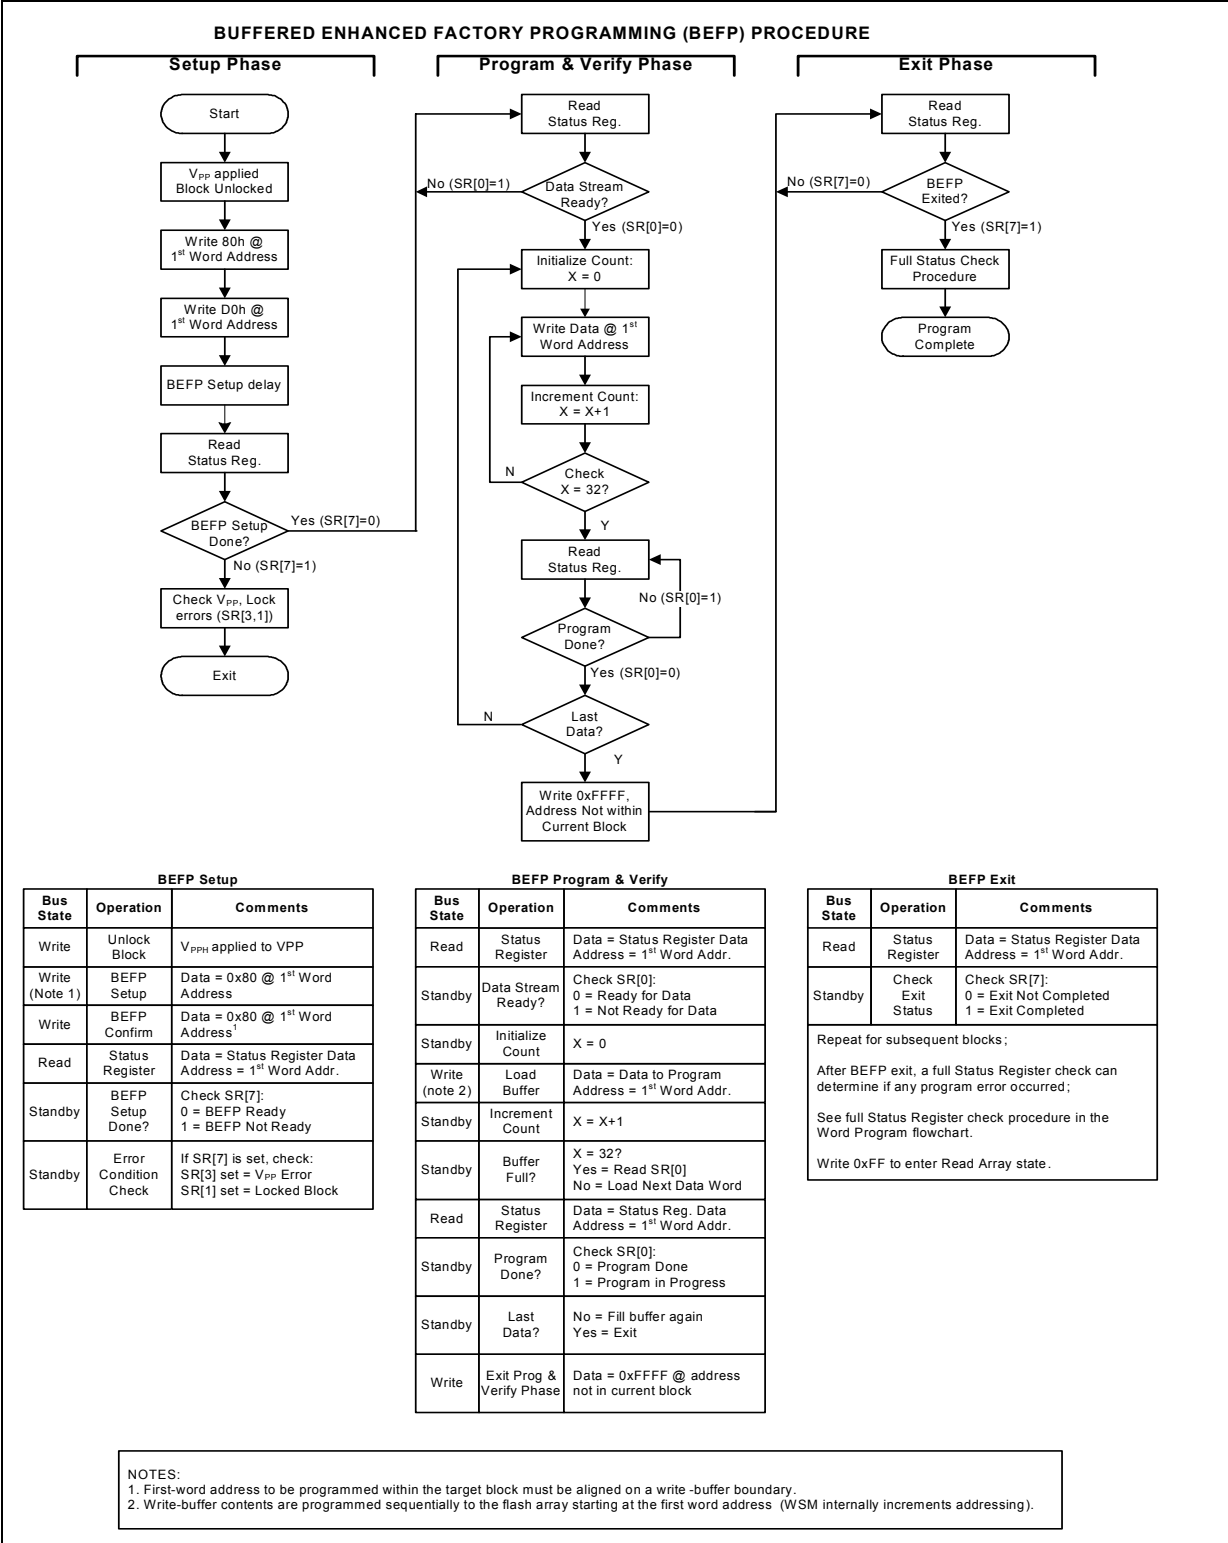 BUFFERED ENHANCED FACTORY PROGRAMMING (BEFP) PROCEDURE
Setup Phase
Start
V_PP applied
Block Unlocked
Write 80h @
1st Word Address
Write D0h @
1st Word Address
BEFP Setup delay
Read
Status Reg.
BEFP Setup
Done?
Yes (SR[7]=0)
No (SR[7]=1)
Check V_PP, Lock
errors (SR[3,1])
Exit
Program & Verify Phase
Read
Status Reg.
No (SR[0]=1)
Data Stream
Ready?
Yes (SR[0]=0)
Initialize Count:
X = 0
Write Data @ 1st
Word Address
Increment Count:
X = X+1
N
Check
X = 32?
Y
Read
Status Reg.
No (SR[0]=1)
Program
Done?
Yes (SR[0]=0)
N
Last
Data?
Y
Write 0xFFFF,
Address Not within
Current Block
Exit Phase
Read
Status Reg.
No (SR[7]=0)
BEFP
Exited?
Yes (SR[7]=1)
Full Status Check
Procedure
Program
Complete
BEFP Setup
Bus State Operation Comments
Write Unlock Block V_PPH applied to VPP
Write (Note 1) BEFP Setup Data = 0x80 @ 1st Word Address
Write BEFP Confirm Data = 0x80 @ 1st Word Address1
Read Status Register Data = Status Register Data
Address = 1st Word Addr.
Standby BEFP Setup Done? Check SR[7]:
0 = BEFP Ready
1 = BEFP Not Ready
Standby Error Condition Check If SR[7] is set, check:
SR[3] set = V_PP Error
SR[1] set = Locked Block
BEFP Program & Verify
Bus State Operation Comments
Read Status Register Data = Status Register Data
Address = 1st Word Addr.
Standby Data Stream Ready? Check SR[0]:
0 = Ready for Data
1 = Not Ready for Data
Standby Initialize Count X = 0
Write (note 2) Load Buffer Data = Data to Program
Address = 1st Word Addr.
Standby Increment Count X = X+1
Standby Buffer Full? X = 32?
Yes = Read SR[0]
No = Load Next Data Word
Read Status Register Data = Status Reg. Data
Address = 1st Word Addr.
Standby Program Done? Check SR[0]:
0 = Program Done
1 = Program in Progress
Standby Last Data? No = Fill buffer again
Yes = Exit
Write Exit Prog & Verify Phase Data = 0xFFFF @ address
not in current block
BEFP Exit
Bus State Operation Comments
Read Status Register Data = Status Register Data
Address = 1st Word Addr.
Standby Check Exit Status Check SR[7]:
0 = Exit Not Completed
1 = Exit Completed
Repeat for subsequent blocks;
After BEFP exit, a full Status Register check can
determine if any program error occurred;
See full Status Register check procedure in the
Word Program flowchart.
Write 0xFF to enter Read Array state.
NOTES:
1. First-word address to be programmed within the target block must be aligned on a write -buffer boundary.
2. Write-buffer contents are programmed sequentially to the flash array starting at the first word address (WSM internally increments addressing).